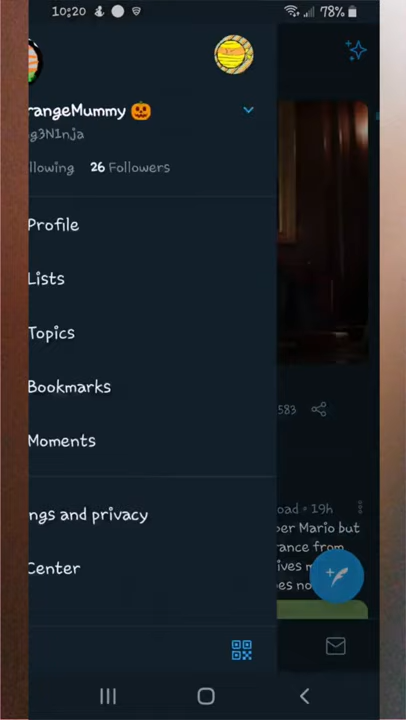 10:20
78%
rangeMummy 🎃
g3N1nja
llowing 26 Followers
Profile
Lists
Topics
Bookmarks
Moments
ngs and privacy
Center
583
oad • 19h
er Mario but
rance from
ives m
es no